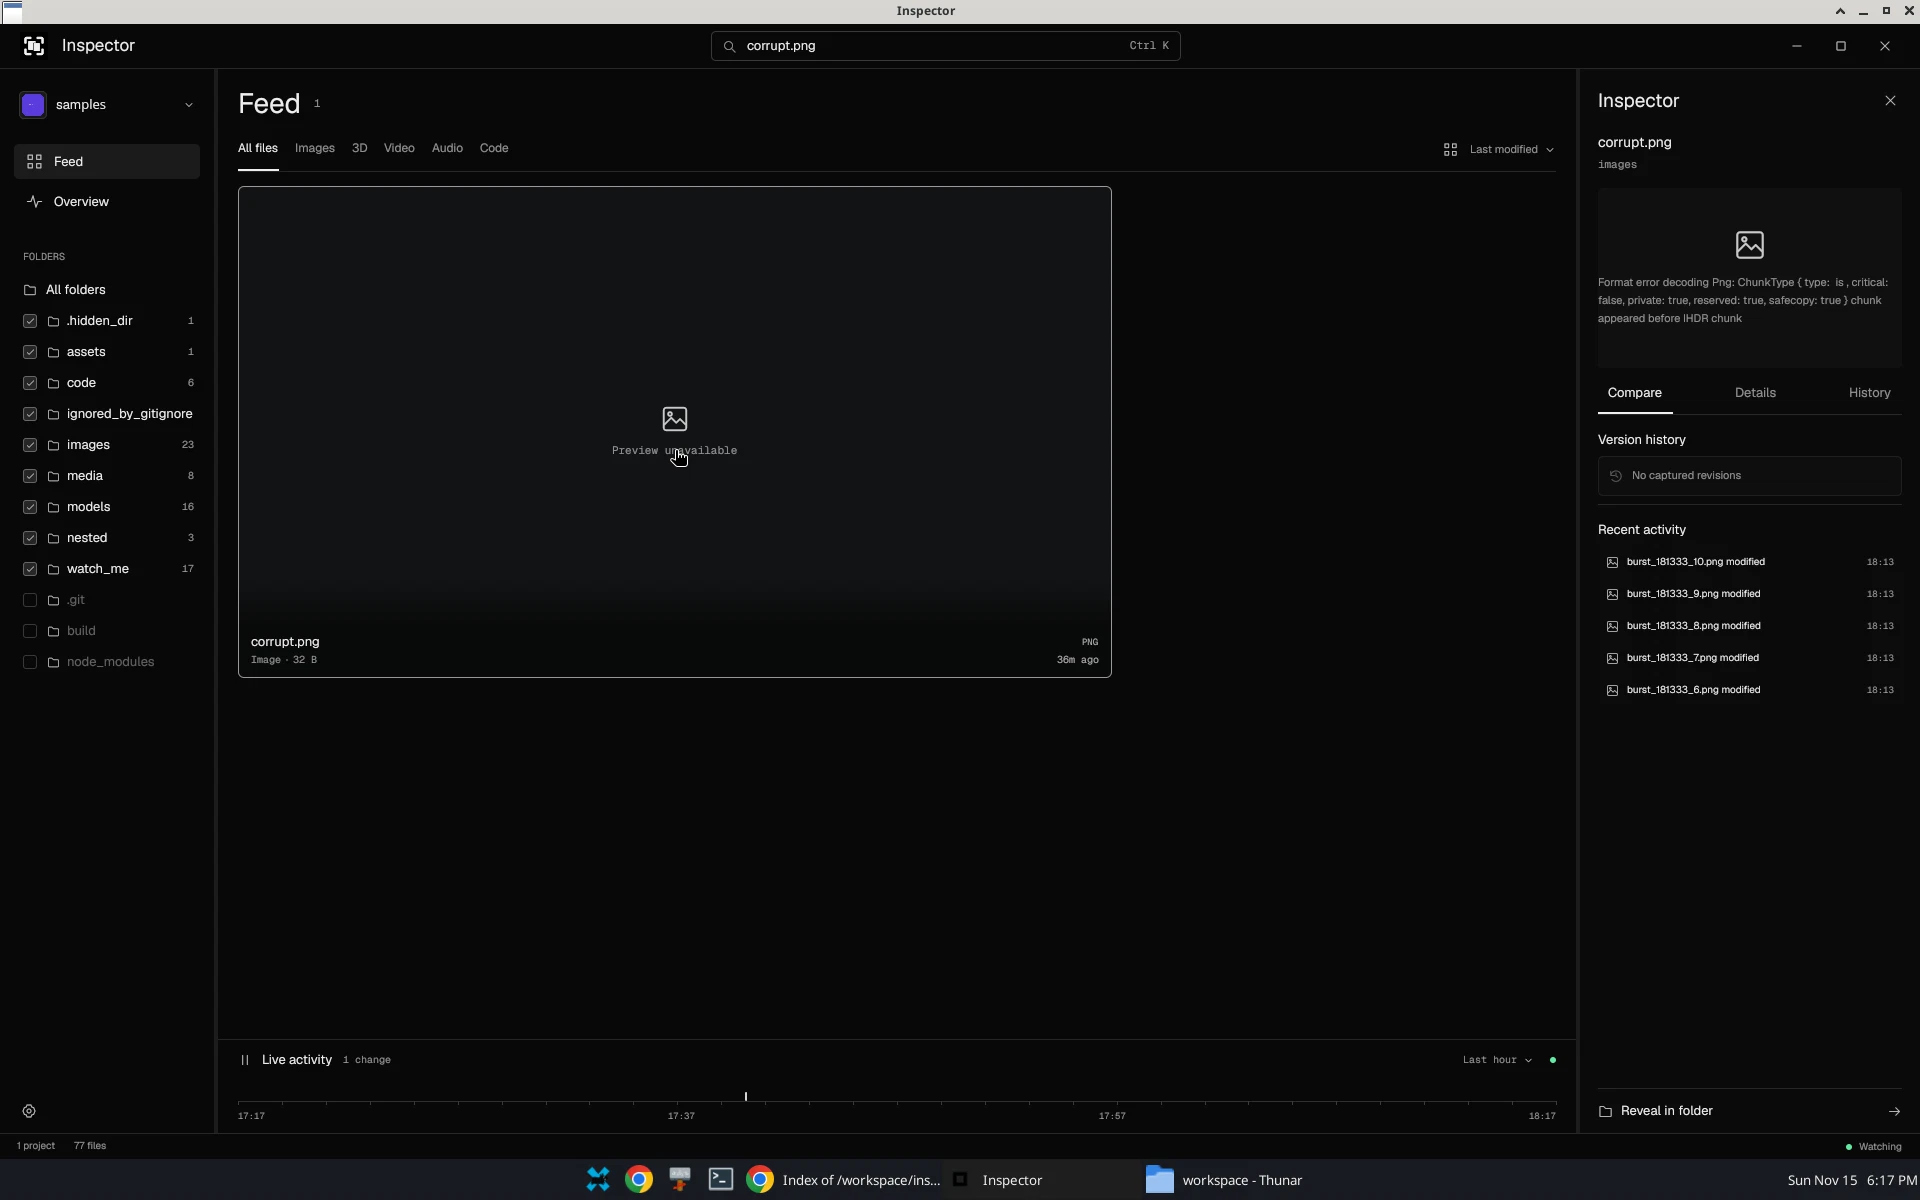 Inspector
Inspector
corrupt.png
Ctrl K
samples
Feed
Overview
FOLDERS
All folders
.hidden_dir 1
assets 1
code 6
ignored_by_gitignore
images 23
media 8
models 16
nested 3
watch_me 17
.git
build
node_modules
Feed 1
All files Images 3D Video Audio Code
Last modified
Preview unavailable
corrupt.png PNG
Image · 32 B 36m ago
Live activity 1 change
Last hour
17:17 17:37 17:57 18:17
Inspector
corrupt.png
images
Format error decoding Png: ChunkType { type: is , critical:
false, private: true, reserved: true, safecopy: true } chunk
appeared before IHDR chunk
Compare Details History
Version history
No captured revisions
Recent activity
burst_181333_10.png modified 18:13
burst_181333_9.png modified 18:13
burst_181333_8.png modified 18:13
burst_181333_7.png modified 18:13
burst_181333_6.png modified 18:13
Reveal in folder
1 project 77 files
Watching
Index of /workspace/ins...
Inspector
workspace - Thunar
Sun Nov 15 6:17 PM